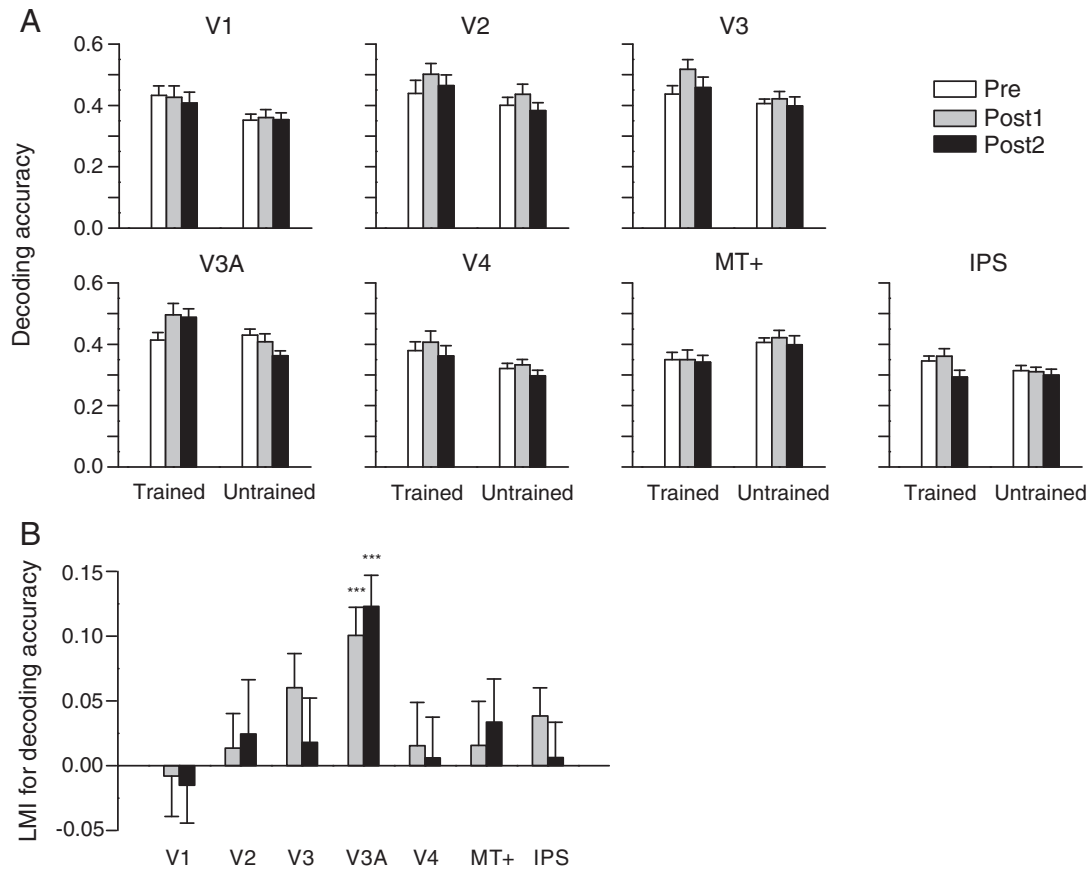 A
V1
V2
V3
Pre
Post1
Post2
Decoding accuracy
0.6
0.4
0.2
0.0
V3A
V4
MT+
IPS
0.6
0.4
0.2
0.0
Trained Untrained
Trained Untrained
Trained Untrained
Trained Untrained
B
LMI for decoding accuracy
0.15
0.10
0.05
0.00
-0.05
***
***
V1 V2 V3 V3A V4 MT+ IPS